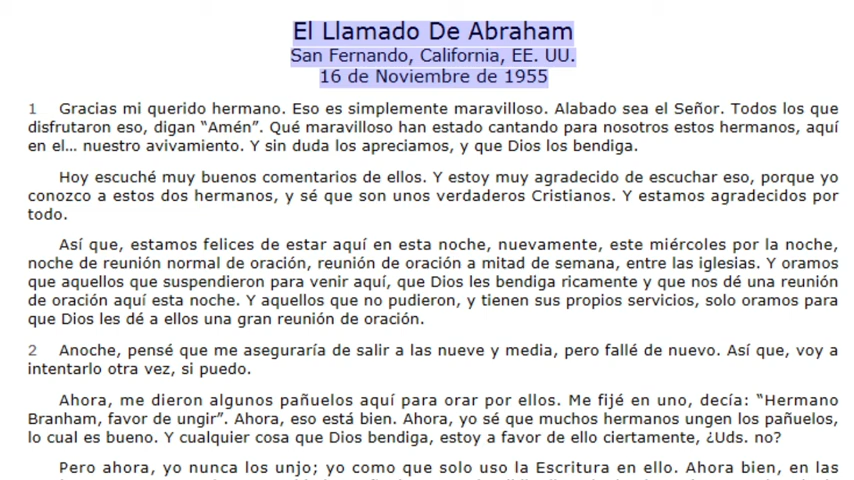 El Llamado De Abraham
San Fernando, California, EE. UU.
16 de Noviembre de 1955
1 Gracias mi querido hermano. Eso es simplemente maravilloso. Alabado sea el Señor. Todos los que
disfrutaron eso, digan “Amén”. Qué maravilloso han estado cantando para nosotros estos hermanos, aquí
en el... nuestro avivamiento. Y sin duda los apreciamos, y que Dios los bendiga.
Hoy escuché muy buenos comentarios de ellos. Y estoy muy agradecido de escuchar eso, porque yo
conozco a estos dos hermanos, y sé que son unos verdaderos Cristianos. Y estamos agradecidos por
todo.
Así que, estamos felices de estar aquí en esta noche, nuevamente, este miércoles por la noche,
noche de reunión normal de oración, reunión de oración a mitad de semana, entre las iglesias. Y oramos
que aquellos que suspendieron para venir aquí, que Dios les bendiga ricamente y que nos dé una reunión
de oración aquí esta noche. Y aquellos que no pudieron, y tienen sus propios servicios, solo oramos para
que Dios les dé a ellos una gran reunión de oración.
2 Anoche, pensé que me aseguraría de salir a las nueve y media, pero fallé de nuevo. Así que, voy a
intentarlo otra vez, si puedo.
Ahora, me dieron algunos pañuelos aquí para orar por ellos. Me fijé en uno, decía: “Hermano
Branham, favor de ungir”. Ahora, eso está bien. Ahora, yo sé que muchos hermanos ungen los pañuelos,
lo cual es bueno. Y cualquier cosa que Dios bendiga, estoy a favor de ello ciertamente, ¿Uds. no?
Pero ahora, yo nunca los unjo; yo como que solo uso la Escritura en ello. Ahora bien, en las